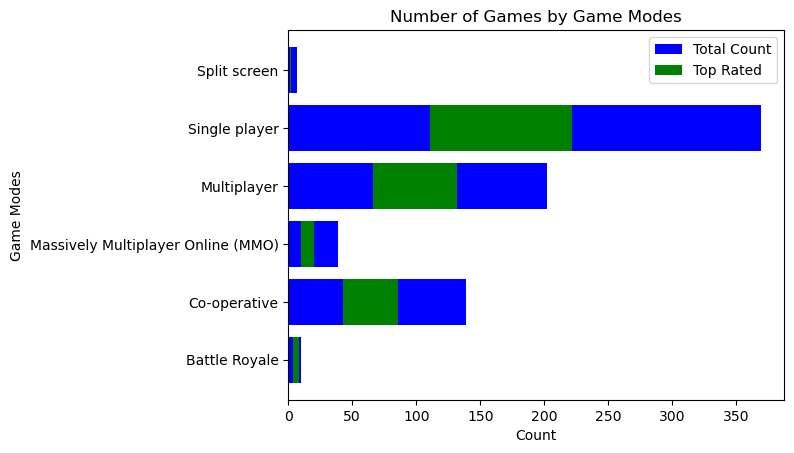 Number of Games by Game Modes
Total Count
Top Rated
Game Modes
Split screen
Single player
Multiplayer
Massively Multiplayer Online (MMO)
Co-operative
Battle Royale
0 50 100 150 200 250 300 350
Count